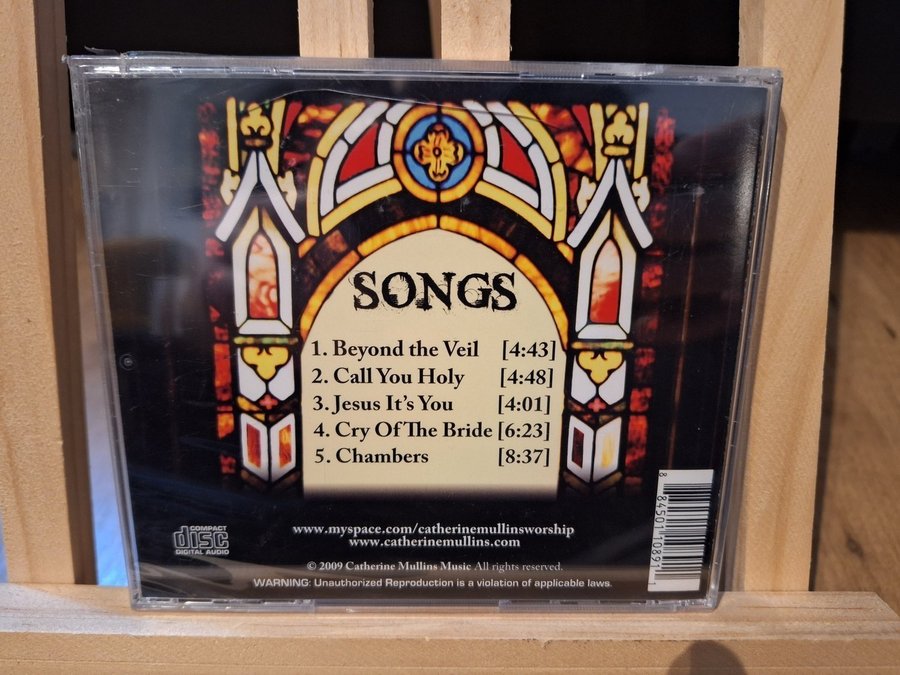 SONGS
1. Beyond the Veil [4:43]
2. Call You Holy [4:48]
3. Jesus It's You [4:01]
4. Cry Of The Bride [6:23]
5. Chambers [8:37]
COMPACT
disc
DIGITAL AUDIO
www.myspace.com/catherinemullinsworship
www.catherinemullins.com
© 2009 Catherine Mullins Music All rights reserved.
WARNING: Unauthorized Reproduction is a violation of applicable laws.